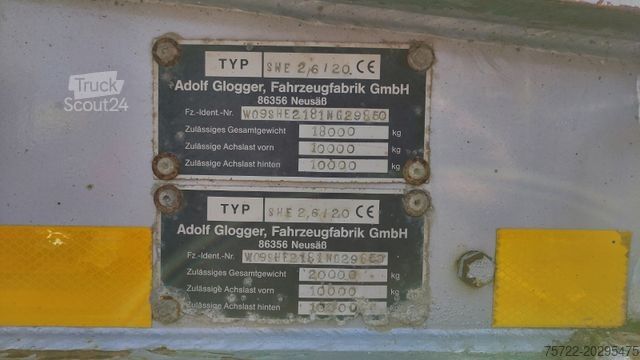 Truck
Scout24
TYP SHE 2,6/20 CE
Adolf Glogger, Fahrzeugfabrik GmbH
86356 Neusäß
Fz.-Ident.-Nr. W09SHE2181NG29850
Zulässiges Gesamtgewicht 18000 kg
Zulässige Achslast vorn 10000 kg
Zulässige Achslast hinten 10000 kg
TYP SHE 2,6/20 CE
Adolf Glogger, Fahrzeugfabrik GmbH
86356 Neusäß
Fz.-Ident.-Nr.
Zulässiges Gesamtgewicht 20000 kg
Zulässige Achslast vorn 10000 kg
Zulässige Achslast hinten 10000 kg
75722-20295475